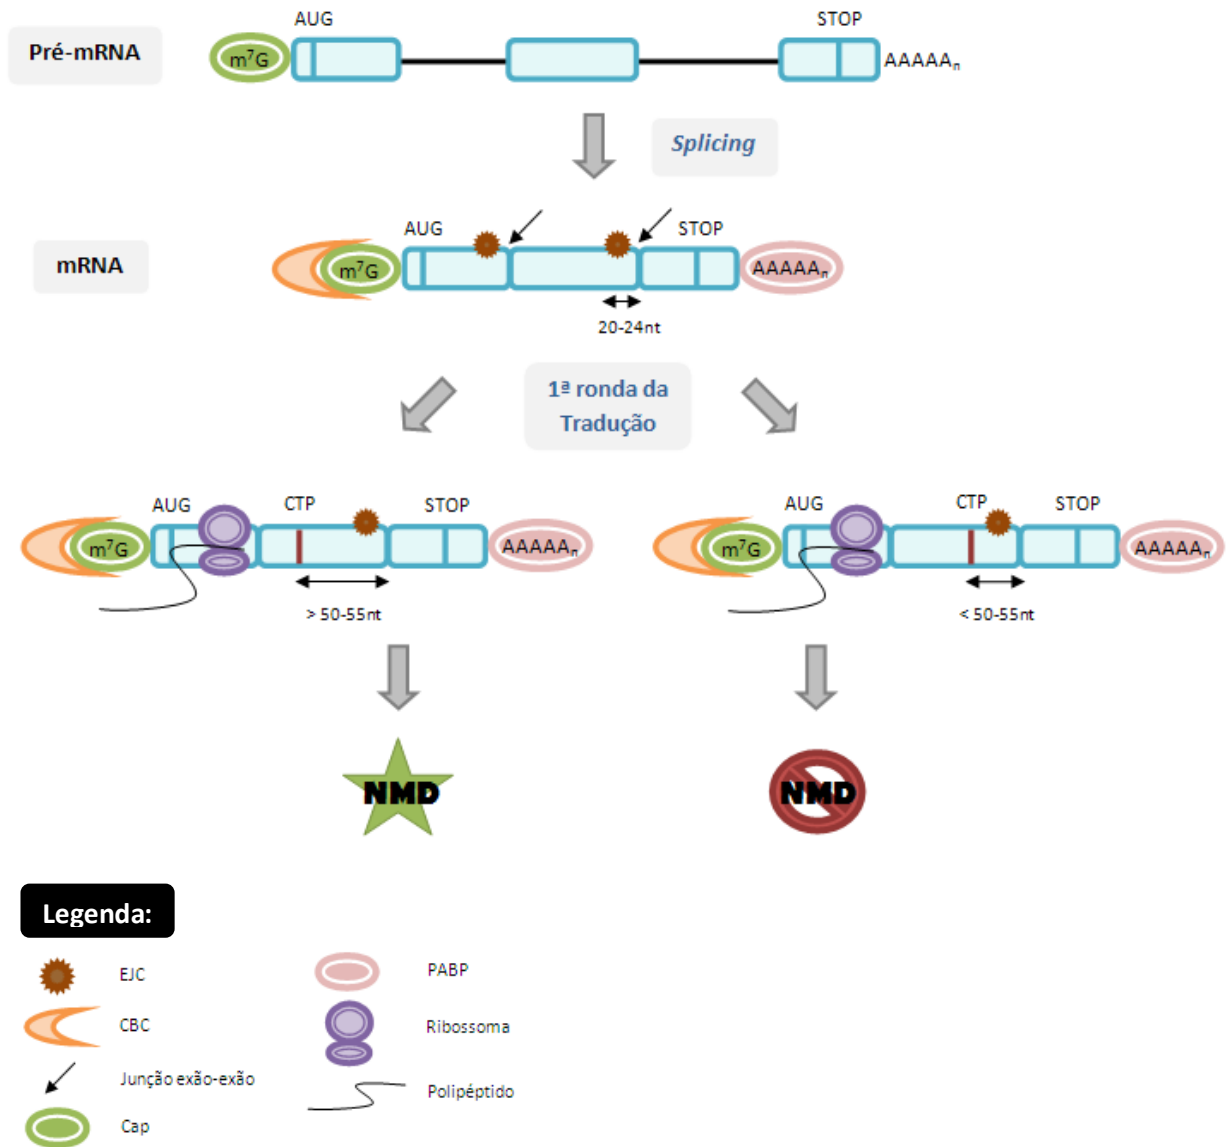 AUG
STOP
Pré-mRNA
m⁷G
AAAAAₙ
Splicing
AUG
STOP
mRNA
m⁷G
AAAAAₙ
20-24nt
1ª ronda da
Tradução
AUG
CTP
STOP
m⁷G
AAAAAₙ
> 50-55nt
AUG
CTP
STOP
m⁷G
AAAAAₙ
< 50-55nt
NMD
NMD
Legenda:
EJC
PABP
CBC
Ribossoma
Junção exão-exão
Polipéptido
Cap